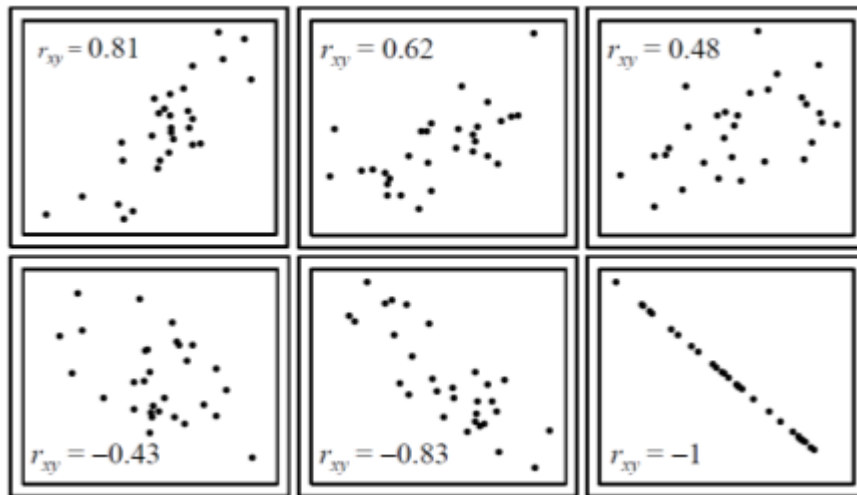 r_xy = 0.81
r_xy = 0.62
r_xy = 0.48
r_xy = −0.43
r_xy = −0.83
r_xy = −1